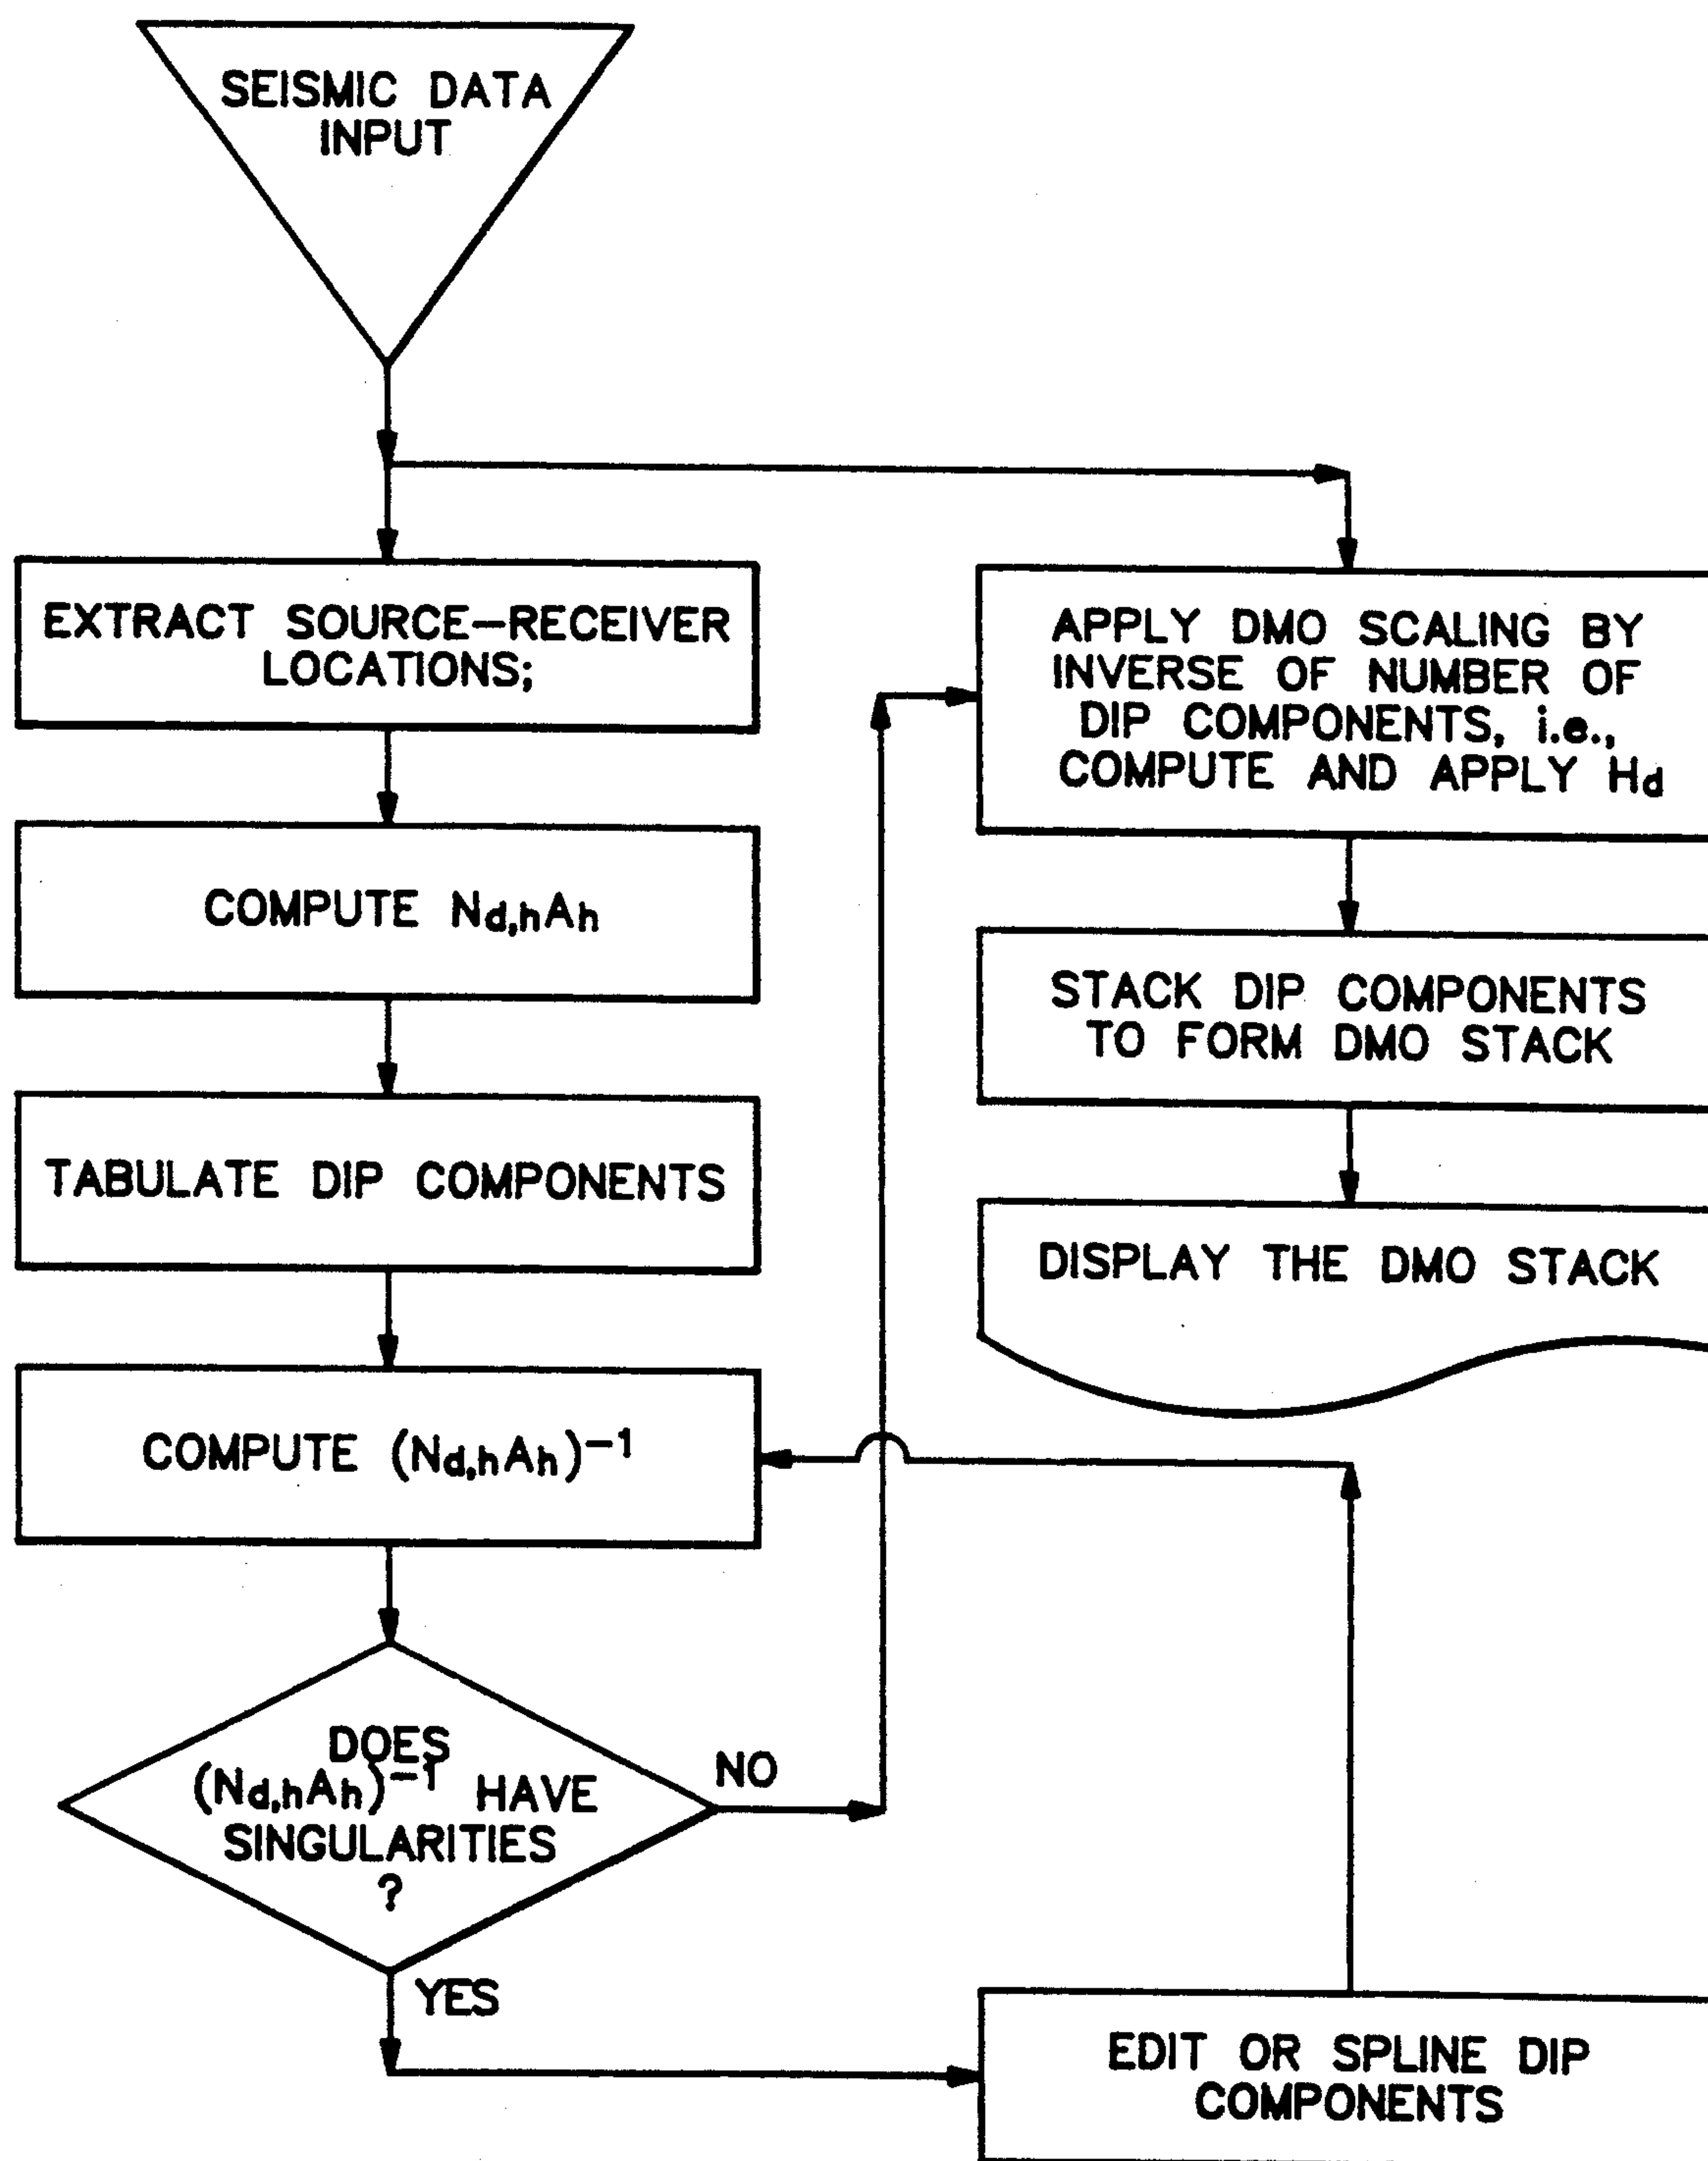 SEISMIC DATA
INPUT
EXTRACT SOURCE—RECEIVER
LOCATIONS;
COMPUTE Nd,hAh
TABULATE DIP COMPONENTS
COMPUTE (Nd,hAh)⁻¹
DOES
(Nd,hAh)⁻¹ HAVE
SINGULARITIES
?
NO
YES
APPLY DMO SCALING BY
INVERSE OF NUMBER OF
DIP COMPONENTS, i.e.,
COMPUTE AND APPLY Hd
STACK DIP COMPONENTS
TO FORM DMO STACK
DISPLAY THE DMO STACK
EDIT OR SPLINE DIP
COMPONENTS